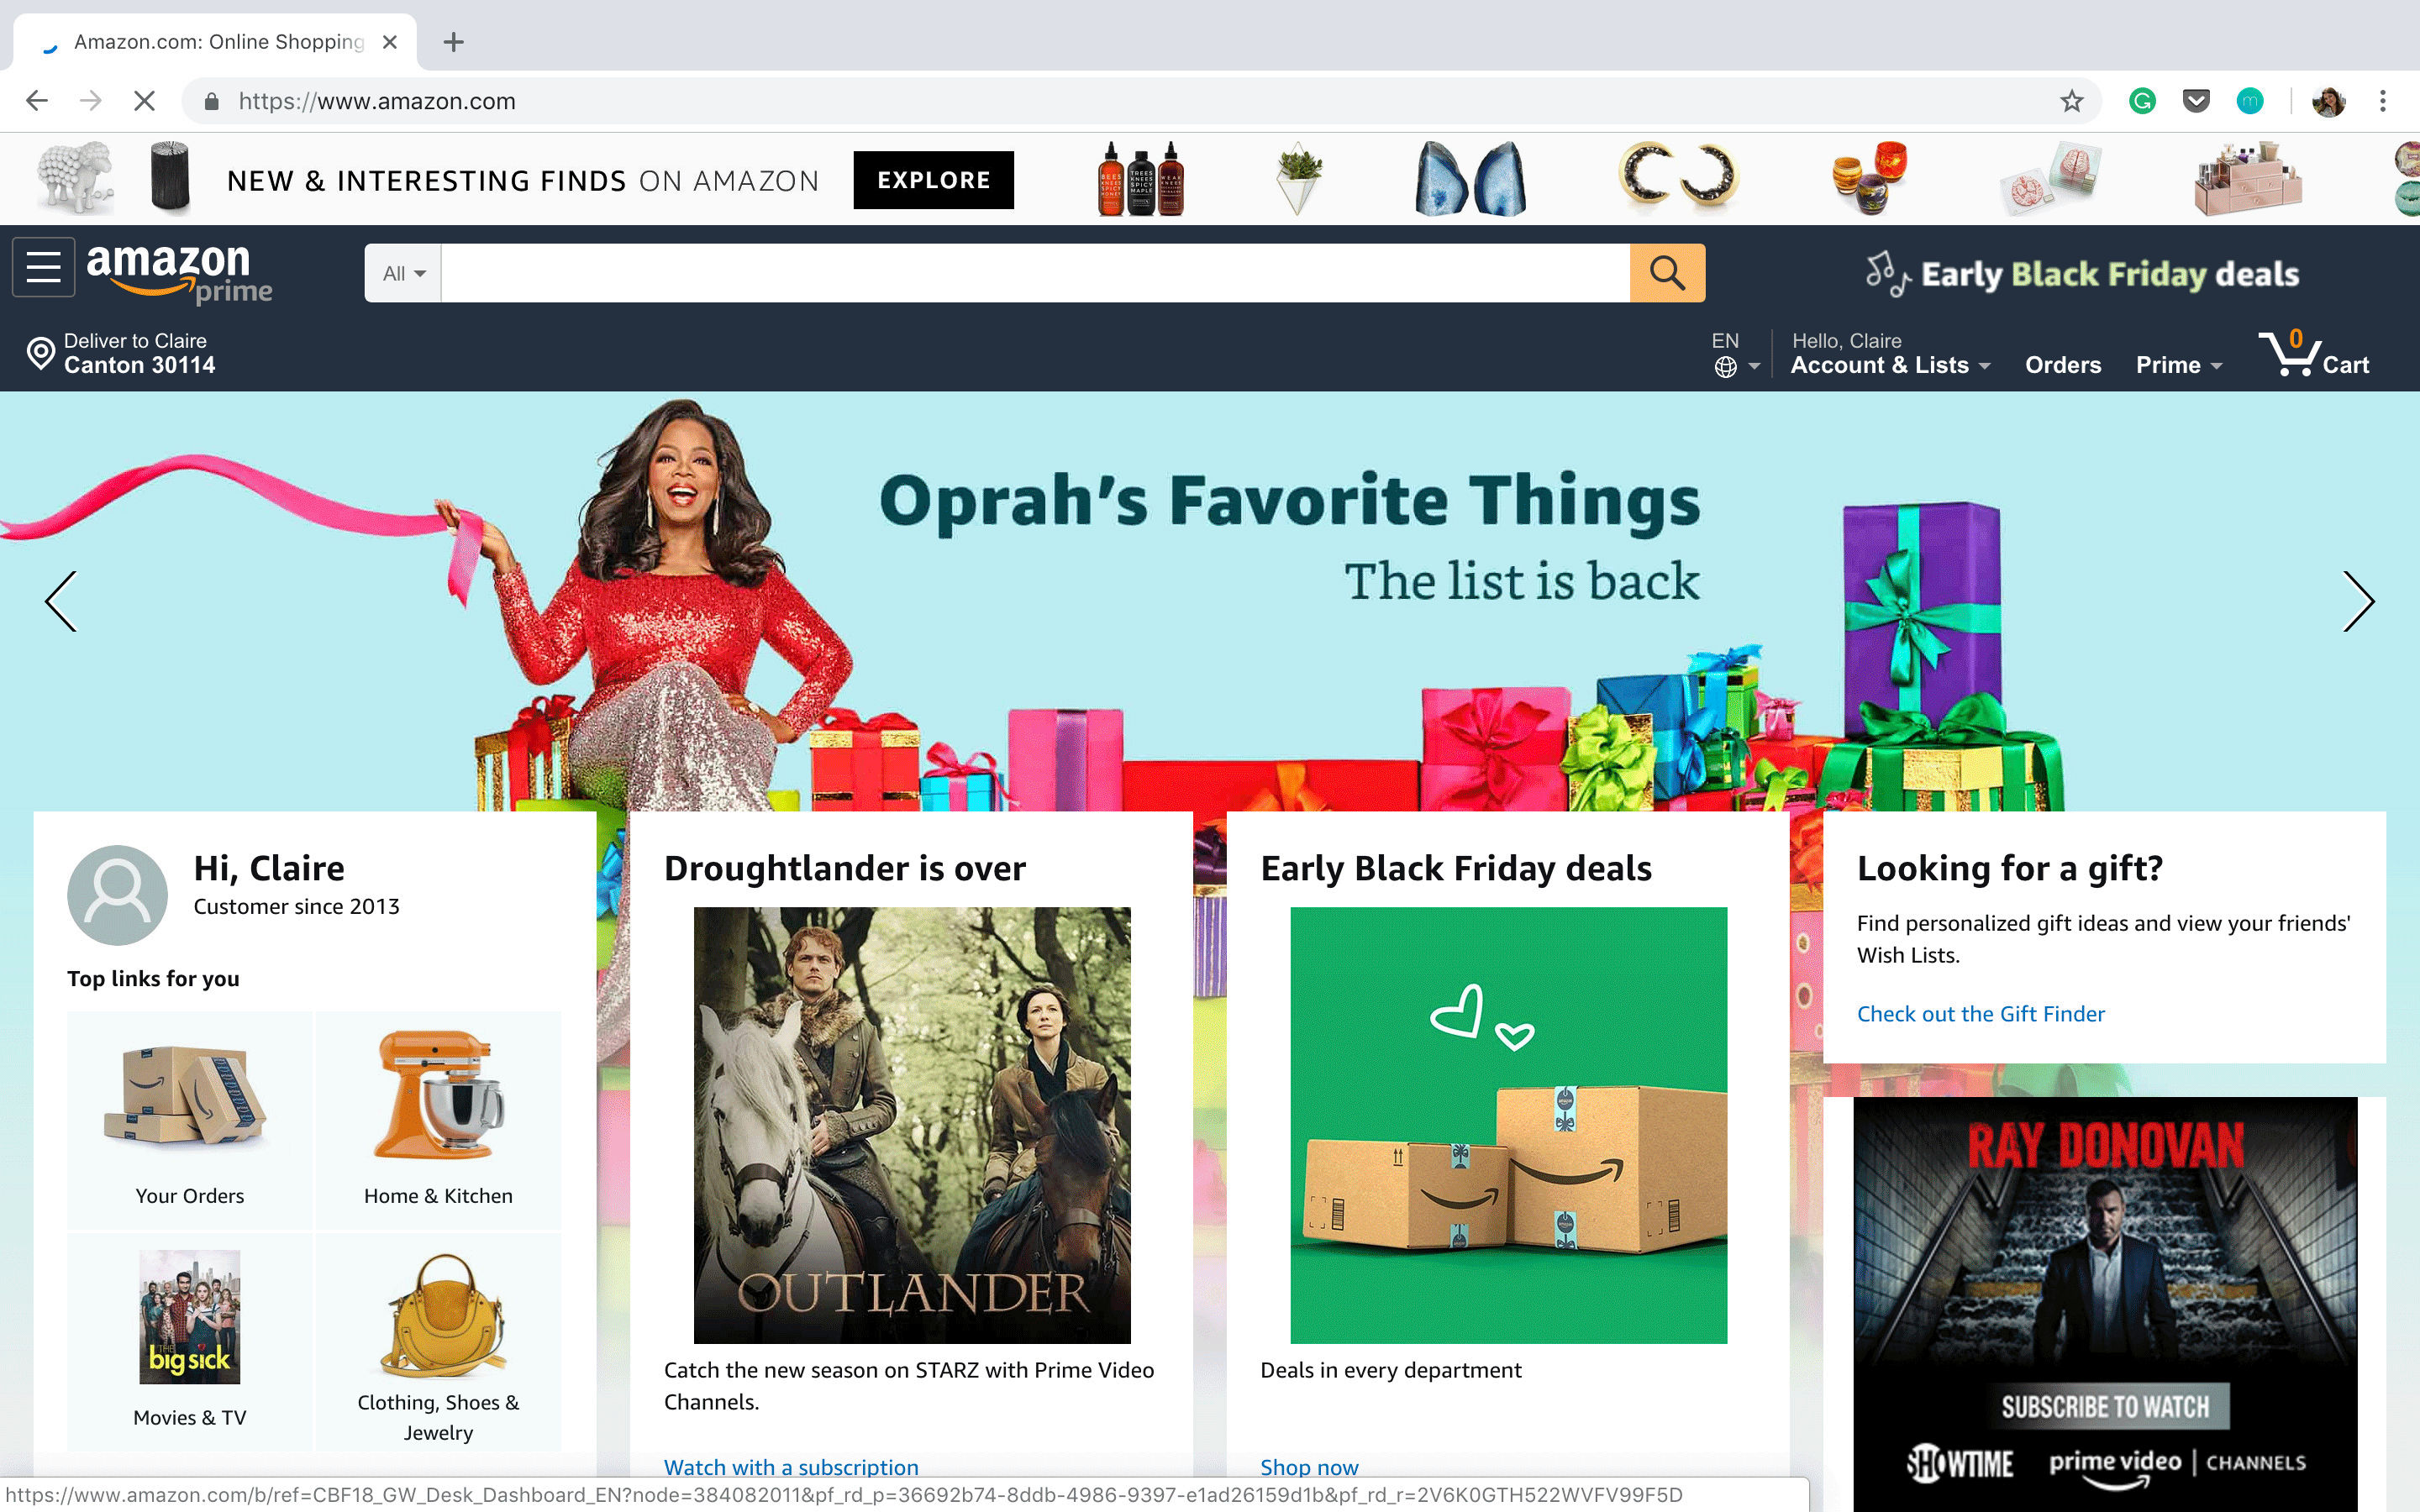 Amazon.com: Online Shopping
https://www.amazon.com
NEW & INTERESTING FINDS ON AMAZON
EXPLORE
amazon
prime
All
Early Black Friday deals
Deliver to Claire
Canton 30114
EN
Hello, Claire
Account & Lists
Orders
Prime
0
Cart
Oprah's Favorite Things
The list is back
Hi, Claire
Customer since 2013
Top links for you
Your Orders
Home & Kitchen
THE
big sick
Movies & TV
Clothing, Shoes &
Jewelry
Droughtlander is over
OUTLANDER
Catch the new season on STARZ with Prime Video
Channels.
Watch with a subscription
Early Black Friday deals
Deals in every department
Shop now
Looking for a gift?
Find personalized gift ideas and view your friends'
Wish Lists.
Check out the Gift Finder
RAY DONOVAN
SUBSCRIBE TO WATCH
SHOWTIME
prime video | CHANNELS
https://www.amazon.com/b/ref=CBF18_GW_Desk_Dashboard_EN?node=384082011&pf_rd_p=36692b74-8ddb-4986-9397-e1ad26159d1b&pf_rd_r=2V6K0GTH522WVFV99F5D